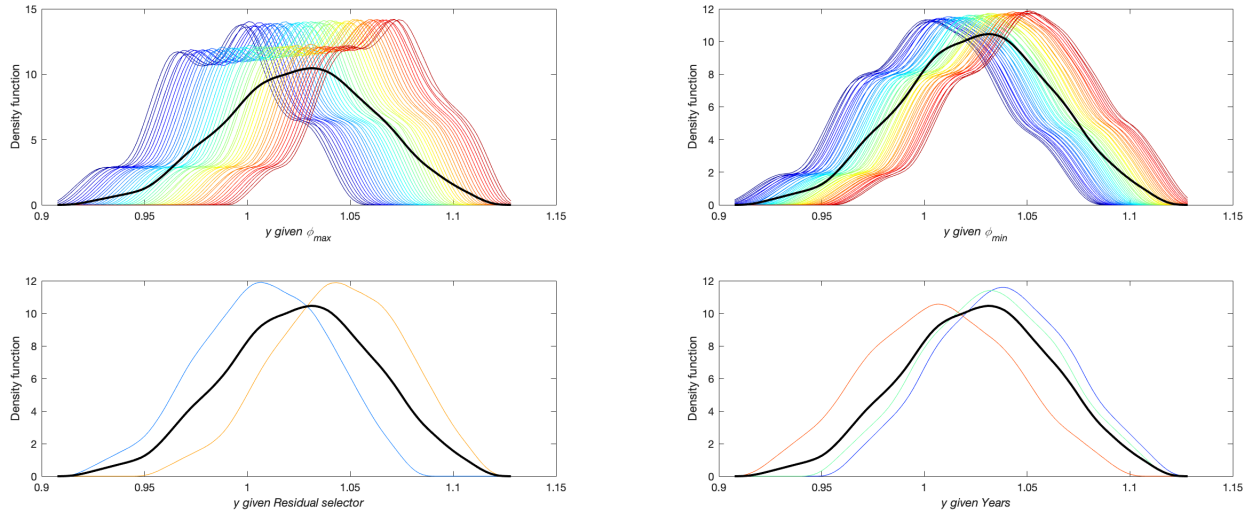 15
10
5
0
Density function
0.9 0.95 1 1.05 1.1 1.15
y given ϕmax
12
10
8
6
4
2
0
Density function
0.9 0.95 1 1.05 1.1 1.15
y given ϕmin
12
10
8
6
4
2
0
Density function
0.9 0.95 1 1.05 1.1 1.15
y given Residual selector
12
10
8
6
4
2
0
Density function
0.9 0.95 1 1.05 1.1 1.15
y given Years